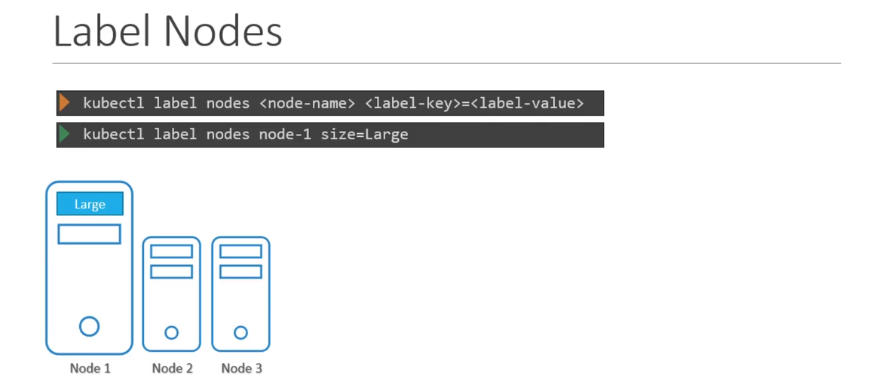 Label Nodes
kubectl label nodes <node-name> <label-key>=<label-value>
kubectl label nodes node-1 size=Large
Large
Node 1 Node 2 Node 3